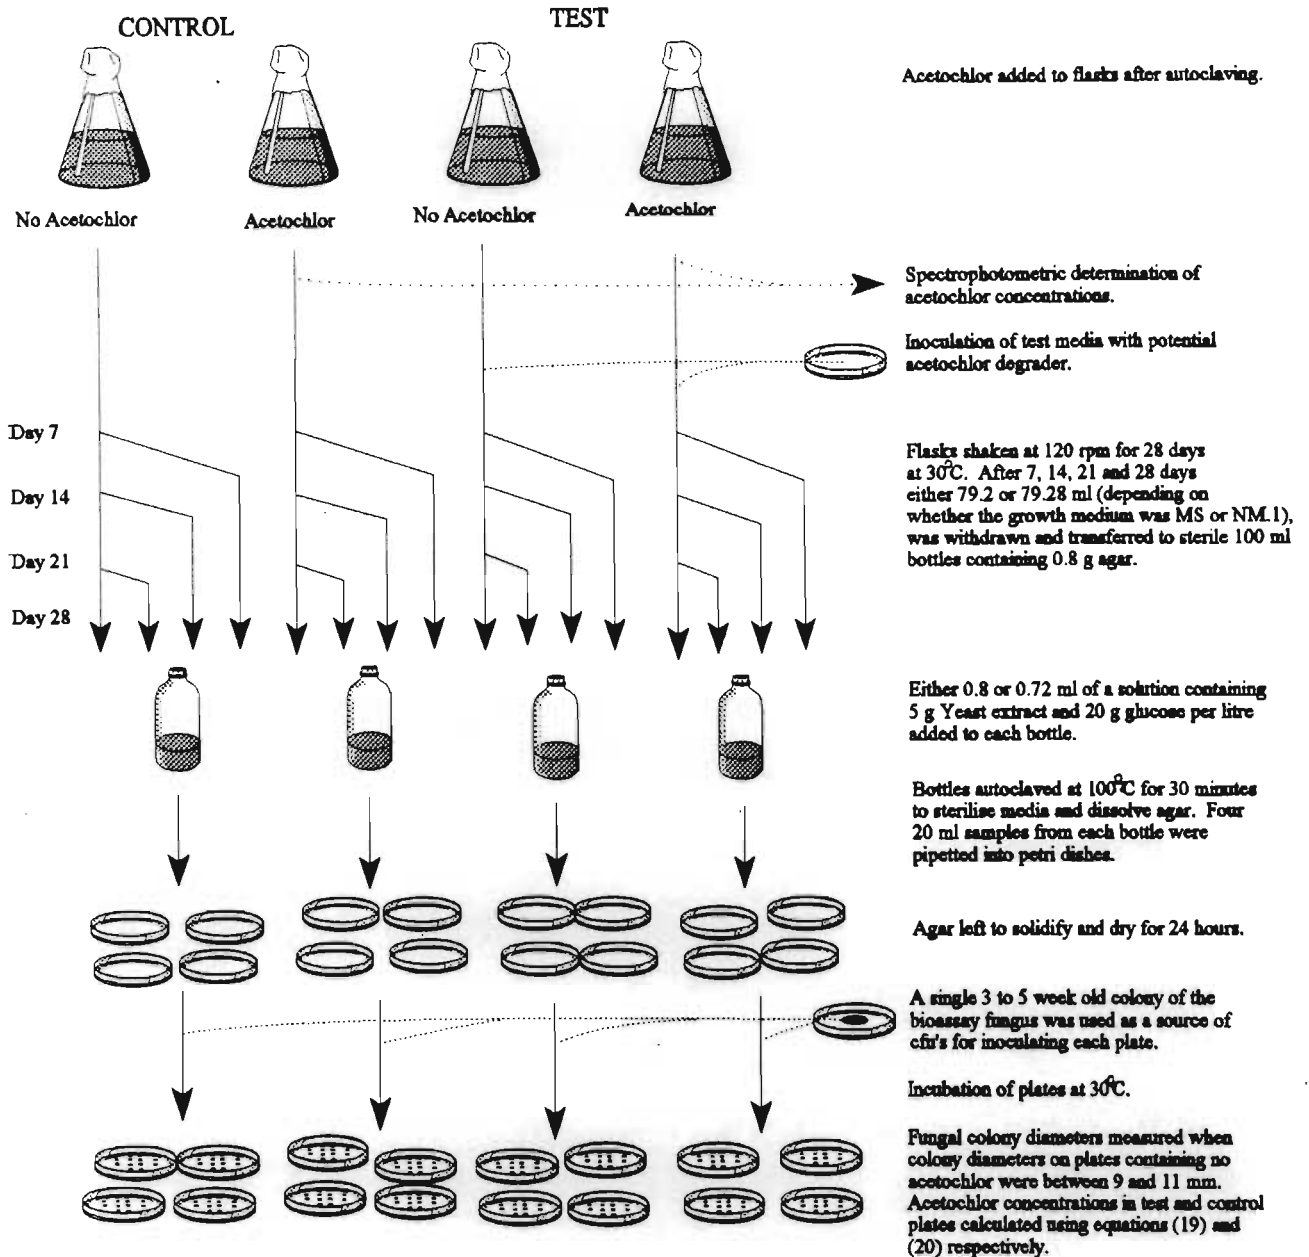 CONTROL
TEST
Acetochlor added to flasks after autoclaving.
No Acetochlor
Acetochlor
No Acetochlor
Acetochlor
Spectrophotometric determination of
acetochlor concentrations.
Inoculation of test media with potential
acetochlor degrader.
Day 7
Day 14
Day 21
Day 28
Flasks shaken at 120 rpm for 28 days
at 30°C. After 7, 14, 21 and 28 days
either 79.2 or 79.28 ml (depending on
whether the growth medium was MS or NM.1),
was withdrawn and transferred to sterile 100 ml
bottles containing 0.8 g agar.
Either 0.8 or 0.72 ml of a solution containing
5 g Yeast extract and 20 g glucose per litre
added to each bottle.
Bottles autoclaved at 100°C for 30 minutes
to sterilise media and dissolve agar. Four
20 ml samples from each bottle were
pipetted into petri dishes.
Agar left to solidify and dry for 24 hours.
A single 3 to 5 week old colony of the
bioassay fungus was used as a source of
cfu's for inoculating each plate.
Incubation of plates at 30°C.
Fungal colony diameters measured when
colony diameters on plates containing no
acetochlor were between 9 and 11 mm.
Acetochlor concentrations in test and control
plates calculated using equations (19) and
(20) respectively.